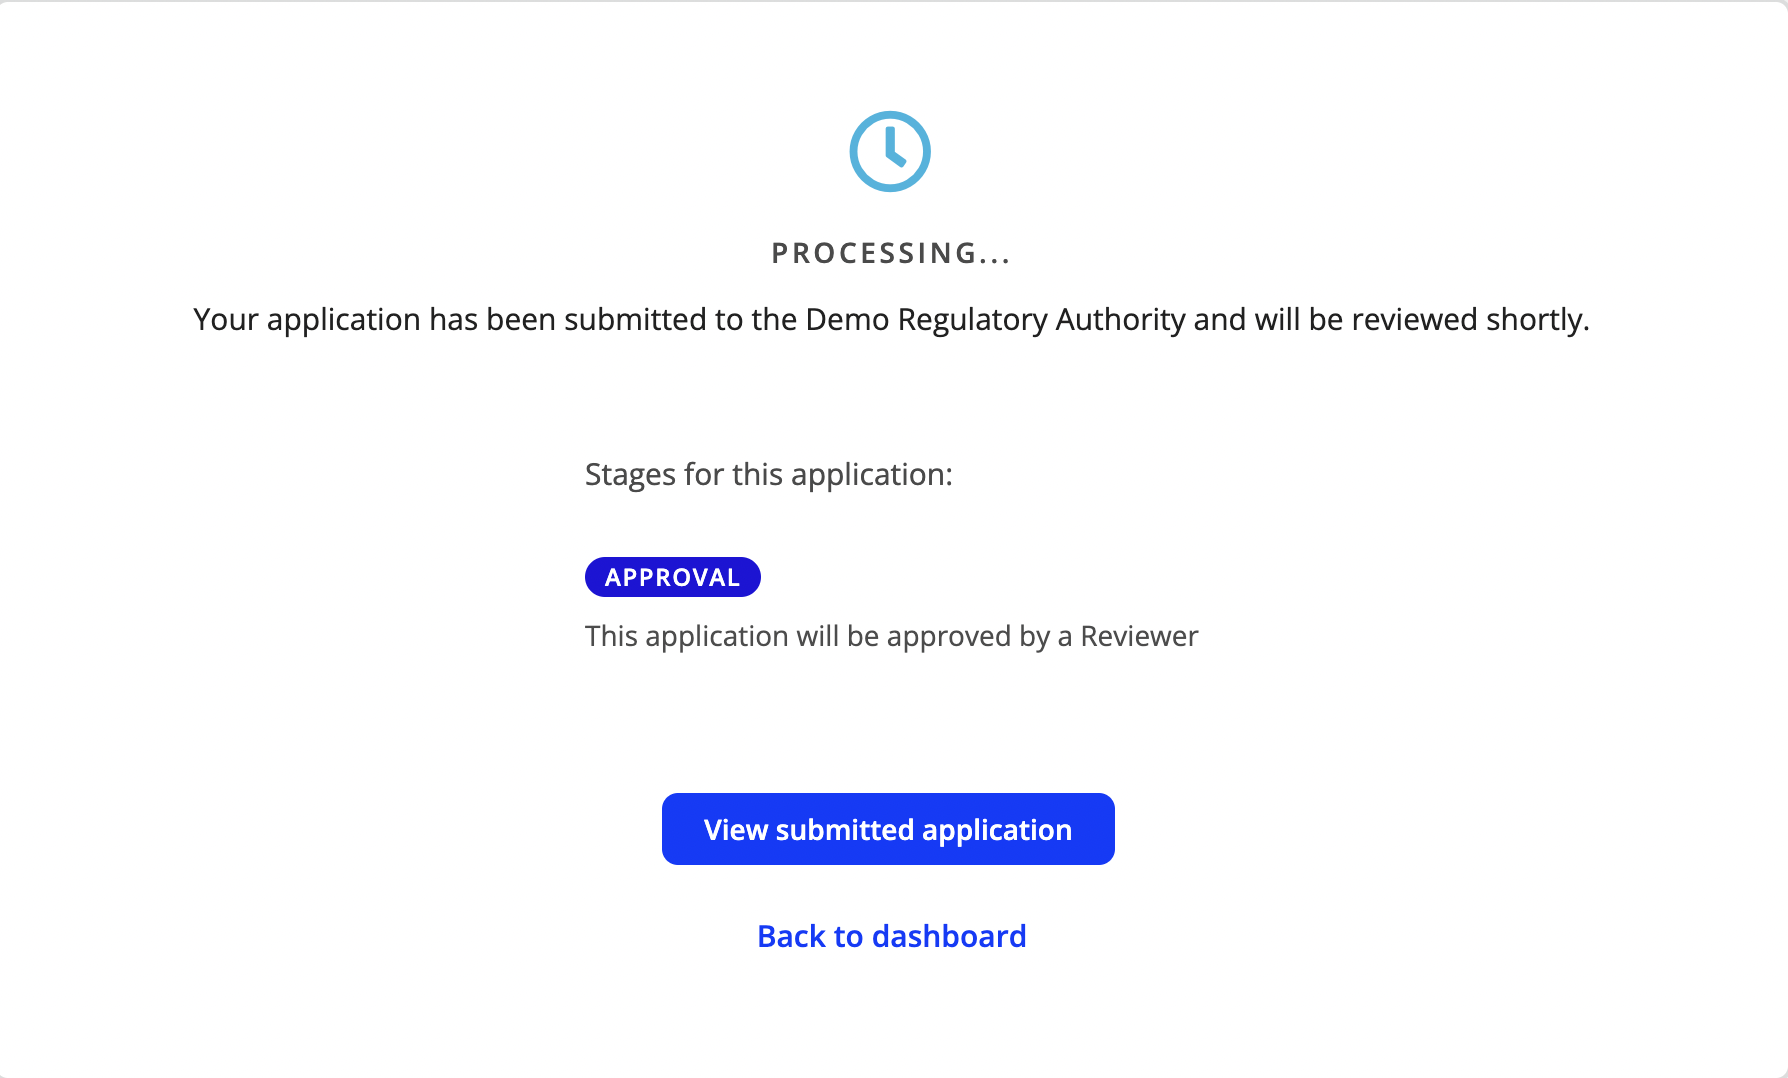 PROCESSING...
Your application has been submitted to the Demo Regulatory Authority and will be reviewed shortly.
Stages for this application:
APPROVAL
This application will be approved by a Reviewer
View submitted application
Back to dashboard